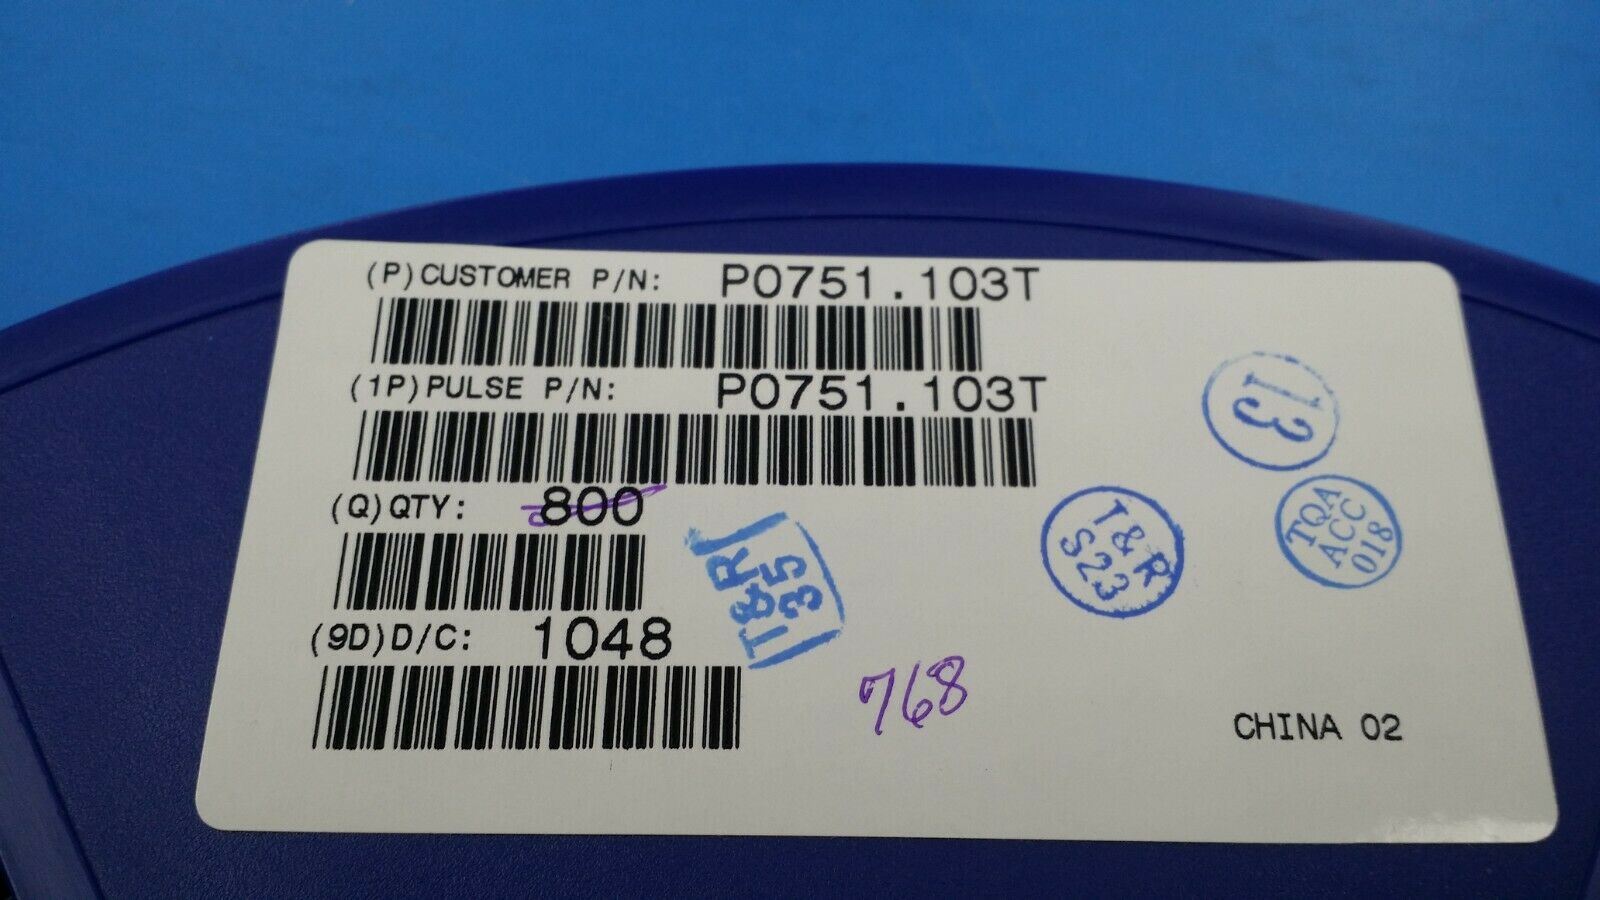 (P)CUSTOMER P/N: P0751.103T
(1P)PULSE P/N: P0751.103T
(Q)QTY: 800
(9D)D/C: 1048
T&R
35
768
T&R
S23
13
TQA
ACC
018
CHINA 02